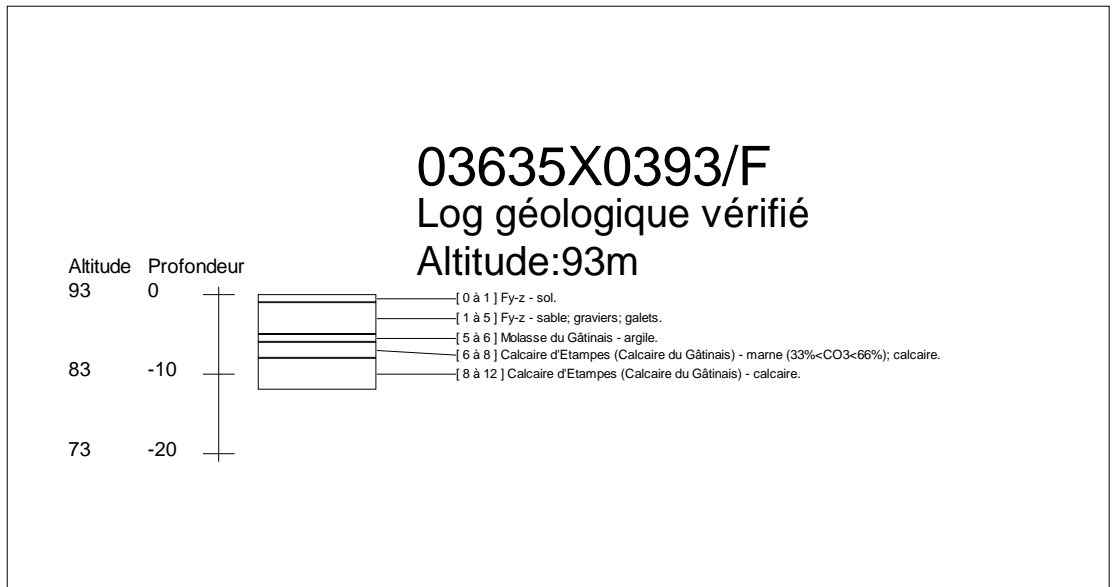 03635X0393/F
Log géologique vérifié
Altitude:93m
Altitude Profondeur
93 0
[ 0 à 1 ] Fy-z - sol.
[ 1 à 5 ] Fy-z - sable; graviers; galets.
[ 5 à 6 ] Molasse du Gâtinais - argile.
[ 6 à 8 ] Calcaire d'Etampes (Calcaire du Gâtinais) - marne (33%<CO3<66%); calcaire.
83 -10
[ 8 à 12 ] Calcaire d'Etampes (Calcaire du Gâtinais) - calcaire.
73 -20